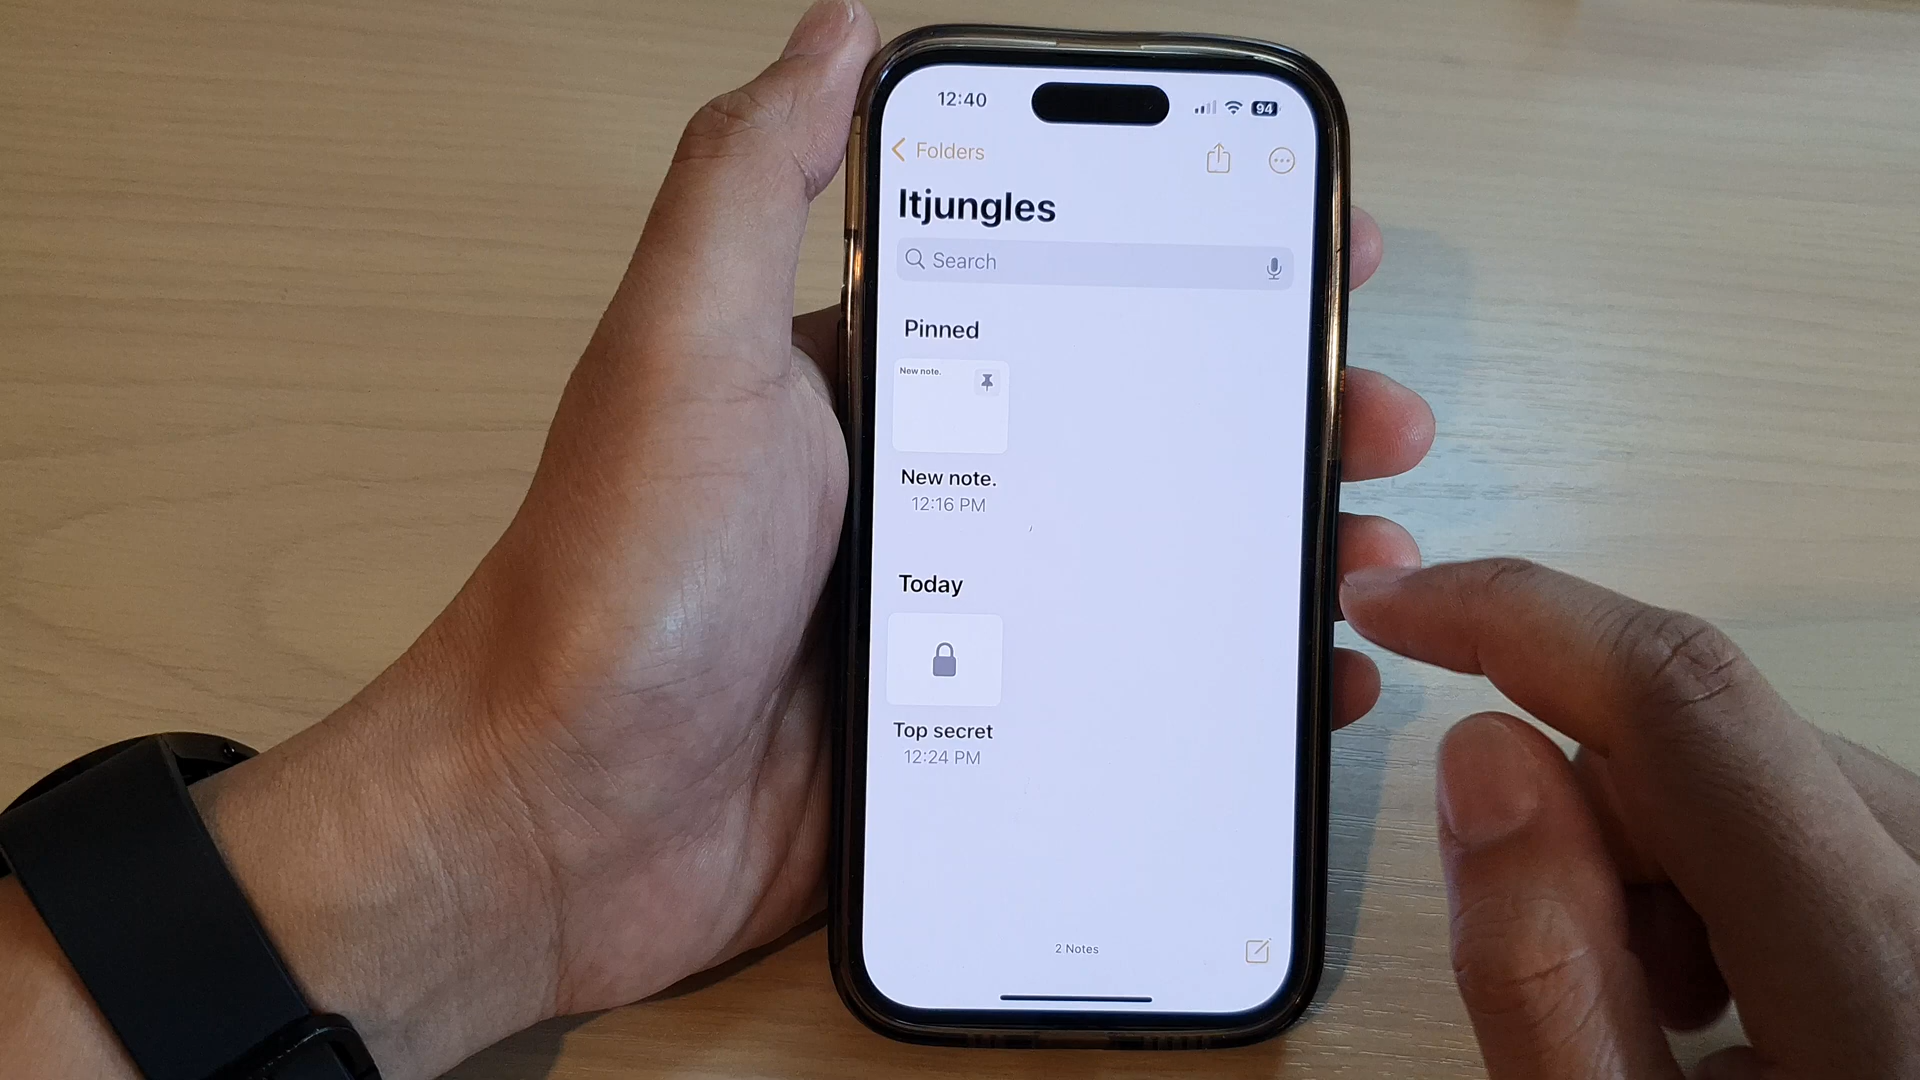 12:40
94
Folders
Itjungles
Search
Pinned
New note.
New note.
12:16 PM
Today
Top secret
12:24 PM
2 Notes